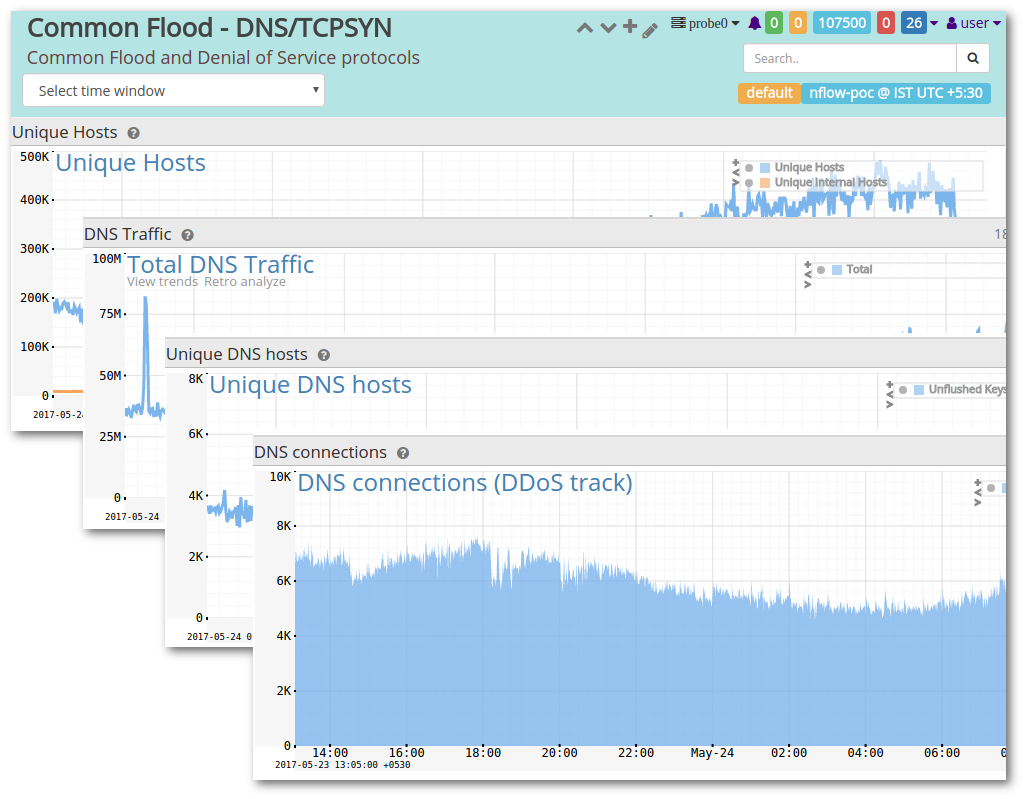 Common Flood - DNS/TCPSYN
probe0
0
0
107500
0
26
user
Common Flood and Denial of Service protocols
Search..
Select time window
default
nflow-poc @ IST UTC +5:30
Unique Hosts
500K
Unique Hosts
Unique Hosts
Unique Internal Hosts
400K
300K
200K
100K
0
2017-05-24
DNS Traffic
18
100M
Total DNS Traffic
View trends Retro analyze
Total
75M
50M
25M
0
2017-05-24
Unique DNS hosts
8K
Unique DNS hosts
Unflushed Keys
6K
4K
2K
0
2017-05-24 0
DNS connections
10K
DNS connections (DDoS track)
8K
6K
4K
2K
0
14:00 16:00 18:00 20:00 22:00 May-24 02:00 04:00 06:00 0
2017-05-23 13:05:00 +0530